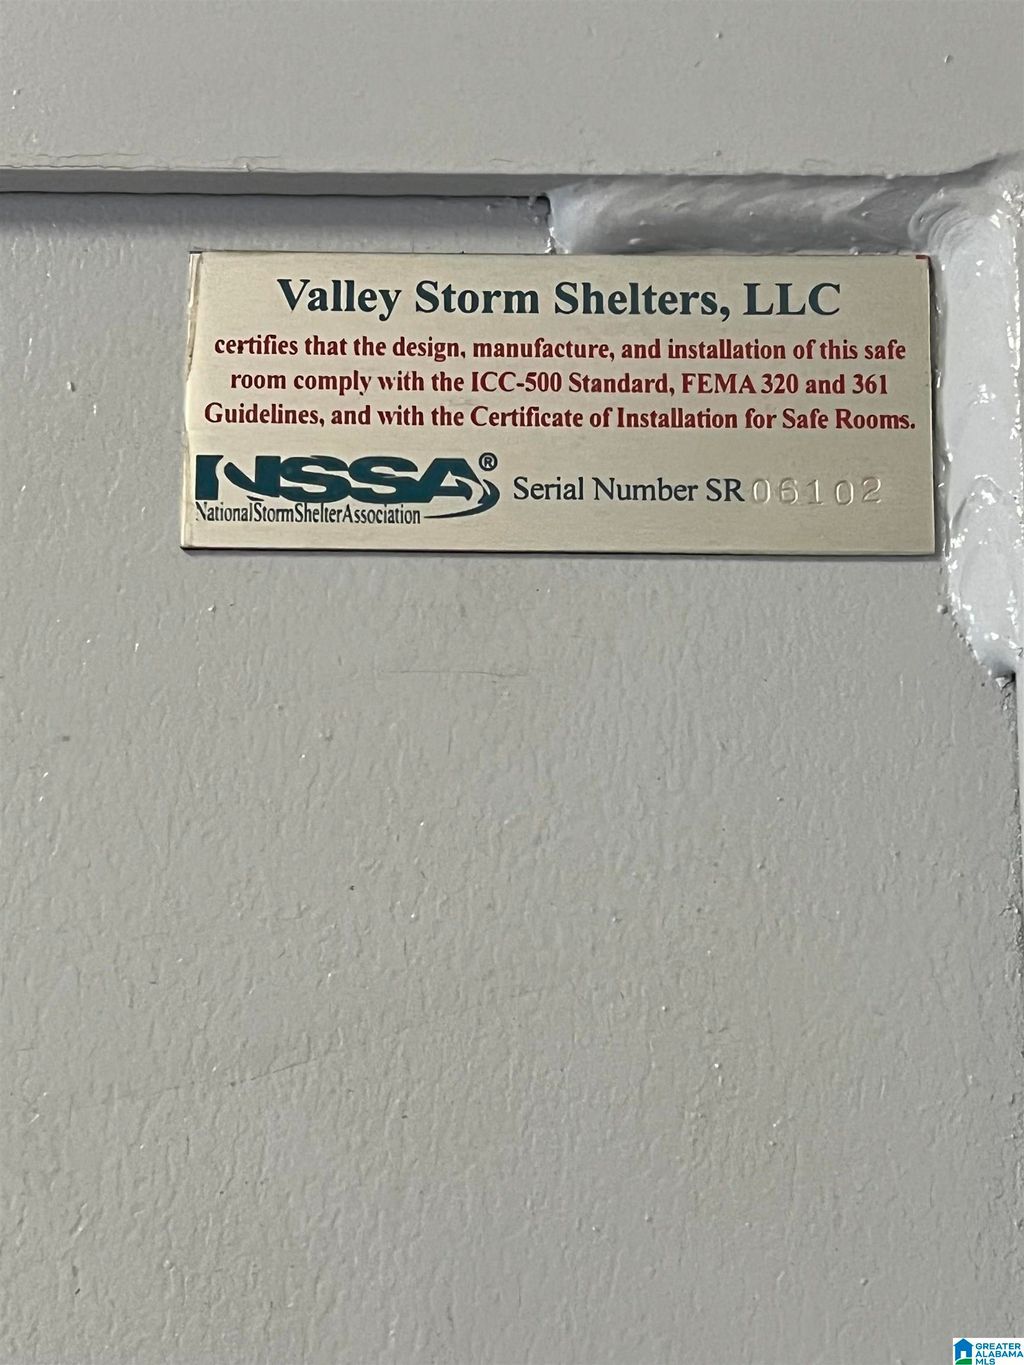 Valley Storm Shelters, LLC
certifies that the design, manufacture, and installation of this safe
room comply with the ICC-500 Standard, FEMA 320 and 361
Guidelines, and with the Certificate of Installation for Safe Rooms.
NSSA®
NationalStormShelterAssociation
Serial Number SR 06102
GREATER
ALABAMA
MLS